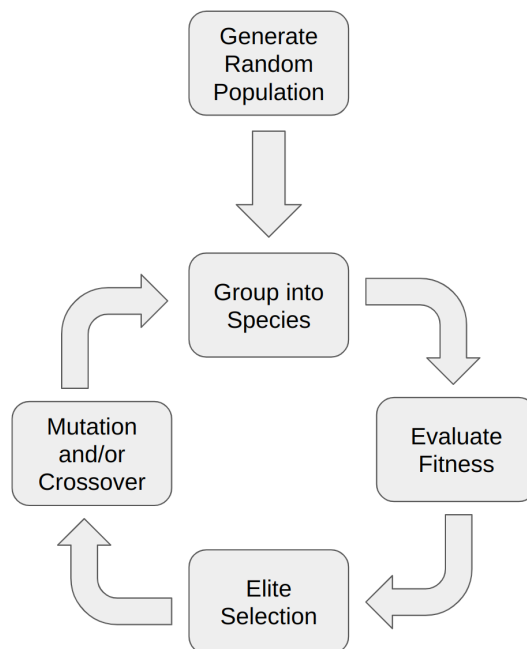 Generate
Random
Population
Group into
Species
Evaluate
Fitness
Elite
Selection
Mutation
and/or
Crossover